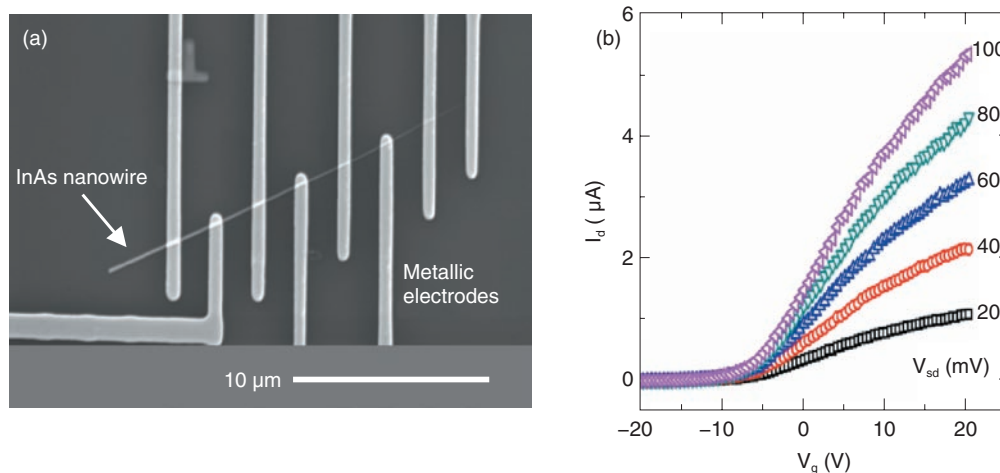 (a)
InAs nanowire
Metallic
electrodes
10 µm
(b)
6
4
2
0
I_d ( µA)
100
80
60
40
20
V_sd (mV)
−20
−10
0
10
20
V_g (V)